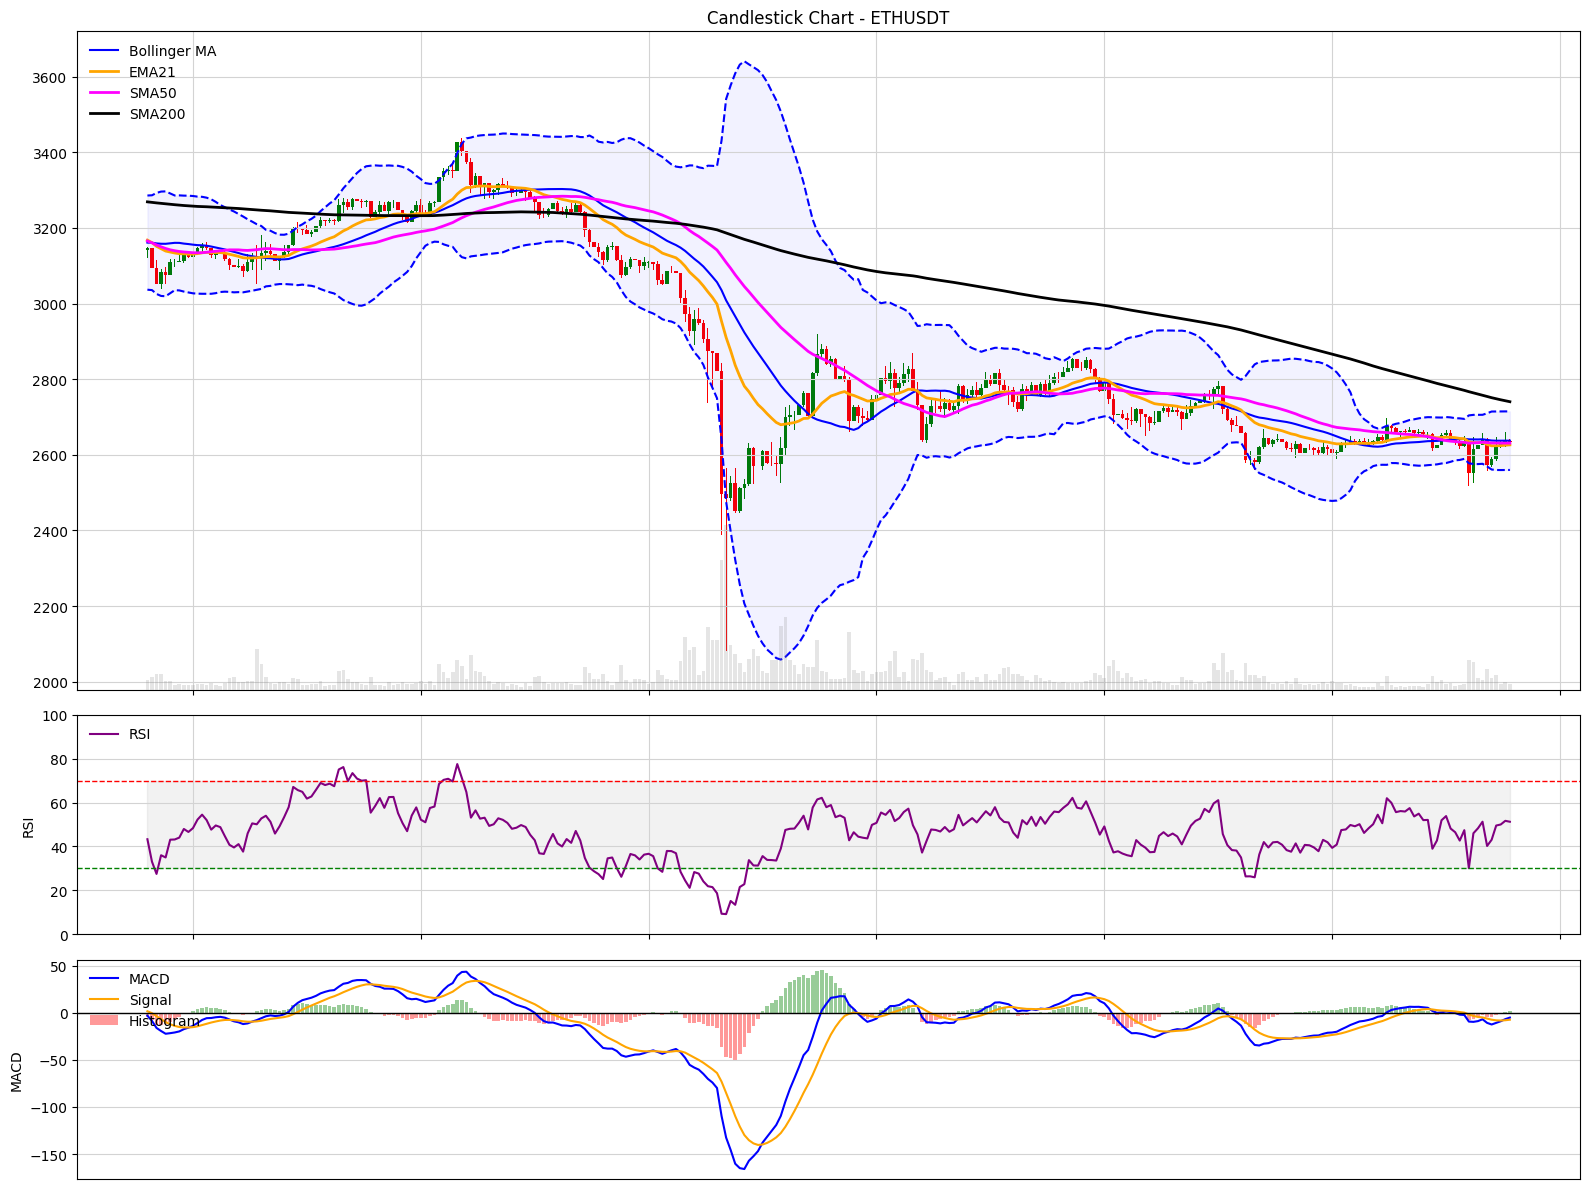 Candlestick Chart - ETHUSDT
Bollinger MA
EMA21
SMA50
SMA200
3600
3400
3200
3000
2800
2600
2400
2200
2000
RSI
RSI
100
80
60
40
20
0
MACD
Signal
Histogram
MACD
50
0
−50
−100
−150